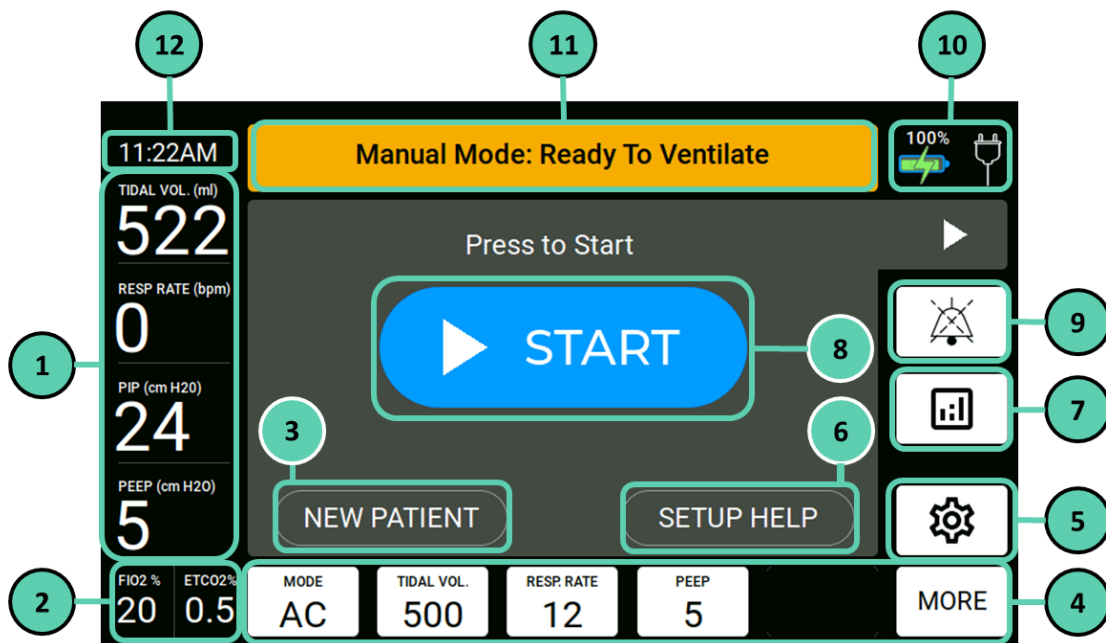 12
11
10
11:22AM
Manual Mode: Ready To Ventilate
100%
TIDAL VOL. (ml)
522
Press to Start
RESP RATE (bpm)
0
START
9
8
1
PIP (cm H20)
24
7
3
6
PEEP (cm H2O)
5
NEW PATIENT
SETUP HELP
5
2
FIO2 %
20
ETCO2%
0.5
MODE
AC
TIDAL VOL.
500
RESP. RATE
12
PEEP
5
MORE
4